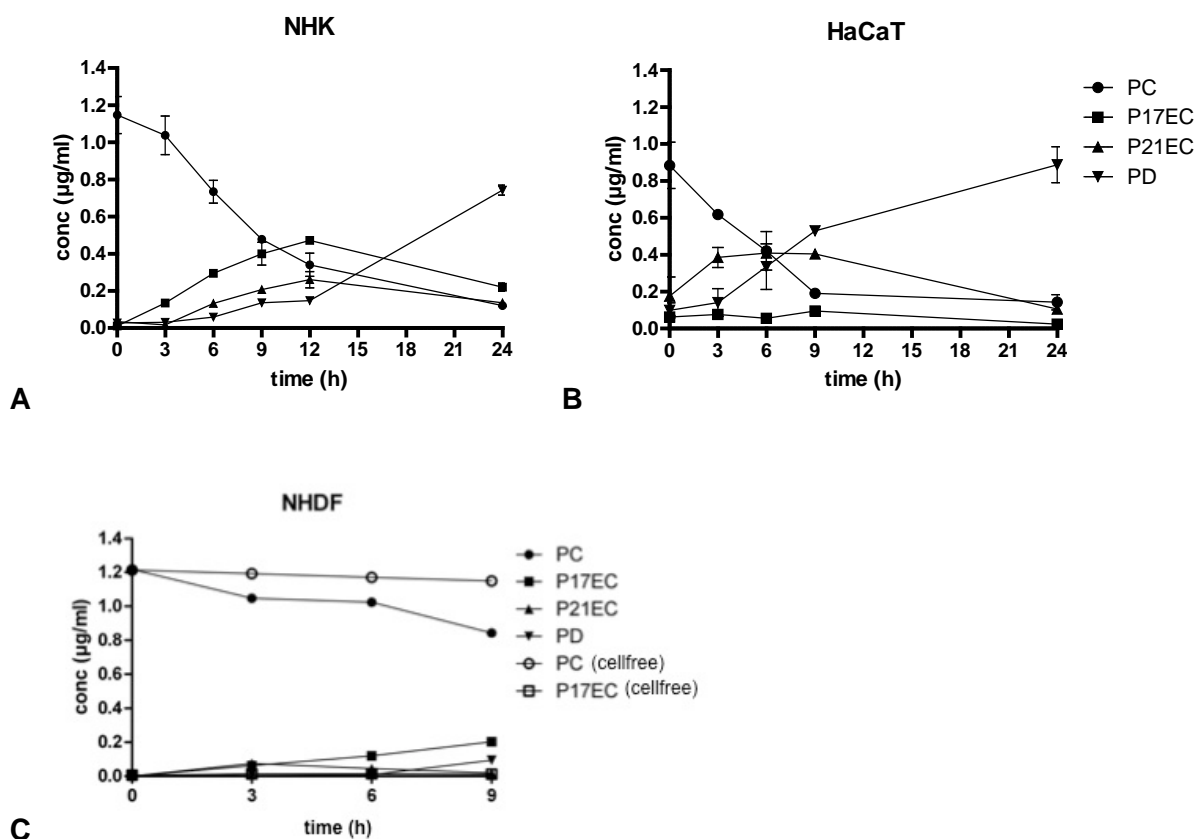 NHK
1.4
1.2
1.0
0.8
0.6
0.4
0.2
0.0
conc (µg/ml)
0 3 6 9 12 15 18 21 24
time (h)
A
HaCaT
1.4
1.2
1.0
0.8
0.6
0.4
0.2
0.0
conc (µg/ml)
0 3 6 9 12 15 18 21 24
time (h)
B
PC
P17EC
P21EC
PD
NHDF
1.4
1.2
1.0
0.8
0.6
0.4
0.2
0.0
conc (µg/ml)
0 3 6 9
time (h)
C
PC
P17EC
P21EC
PD
PC (cellfree)
P17EC (cellfree)